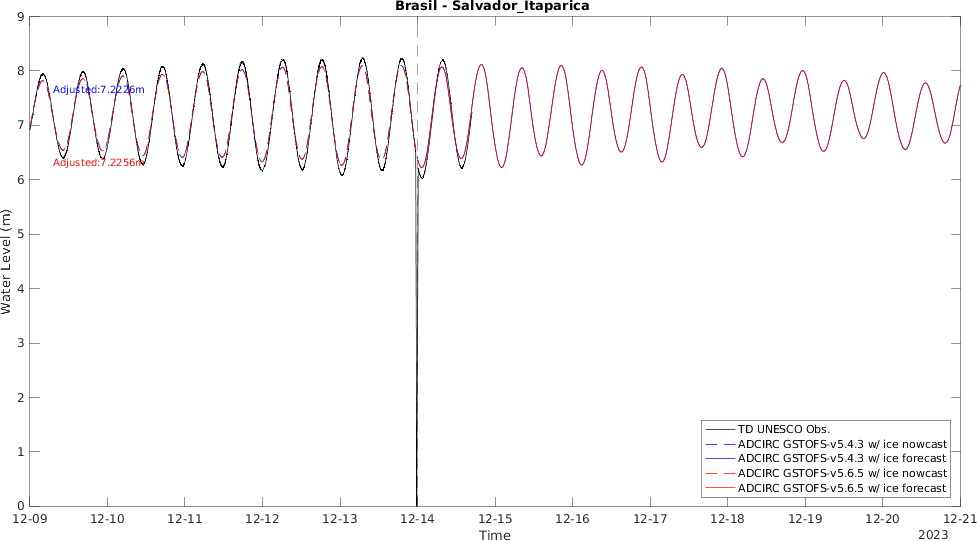 Brasil - Salvador_Itaparica
9
8
7
6
5
4
3
2
1
0
Water Level (m)
Adjusted:7.2226m
Adjusted:7.2256m
TD UNESCO Obs.
ADCIRC GSTOFS-v5.4.3 w/ ice nowcast
ADCIRC GSTOFS-v5.4.3 w/ ice forecast
ADCIRC GSTOFS-v5.6.5 w/ ice nowcast
ADCIRC GSTOFS-v5.6.5 w/ ice forecast
12-09 12-10 12-11 12-12 12-13 12-14 12-15 12-16 12-17 12-18 12-19 12-20 12-21
Time
2023